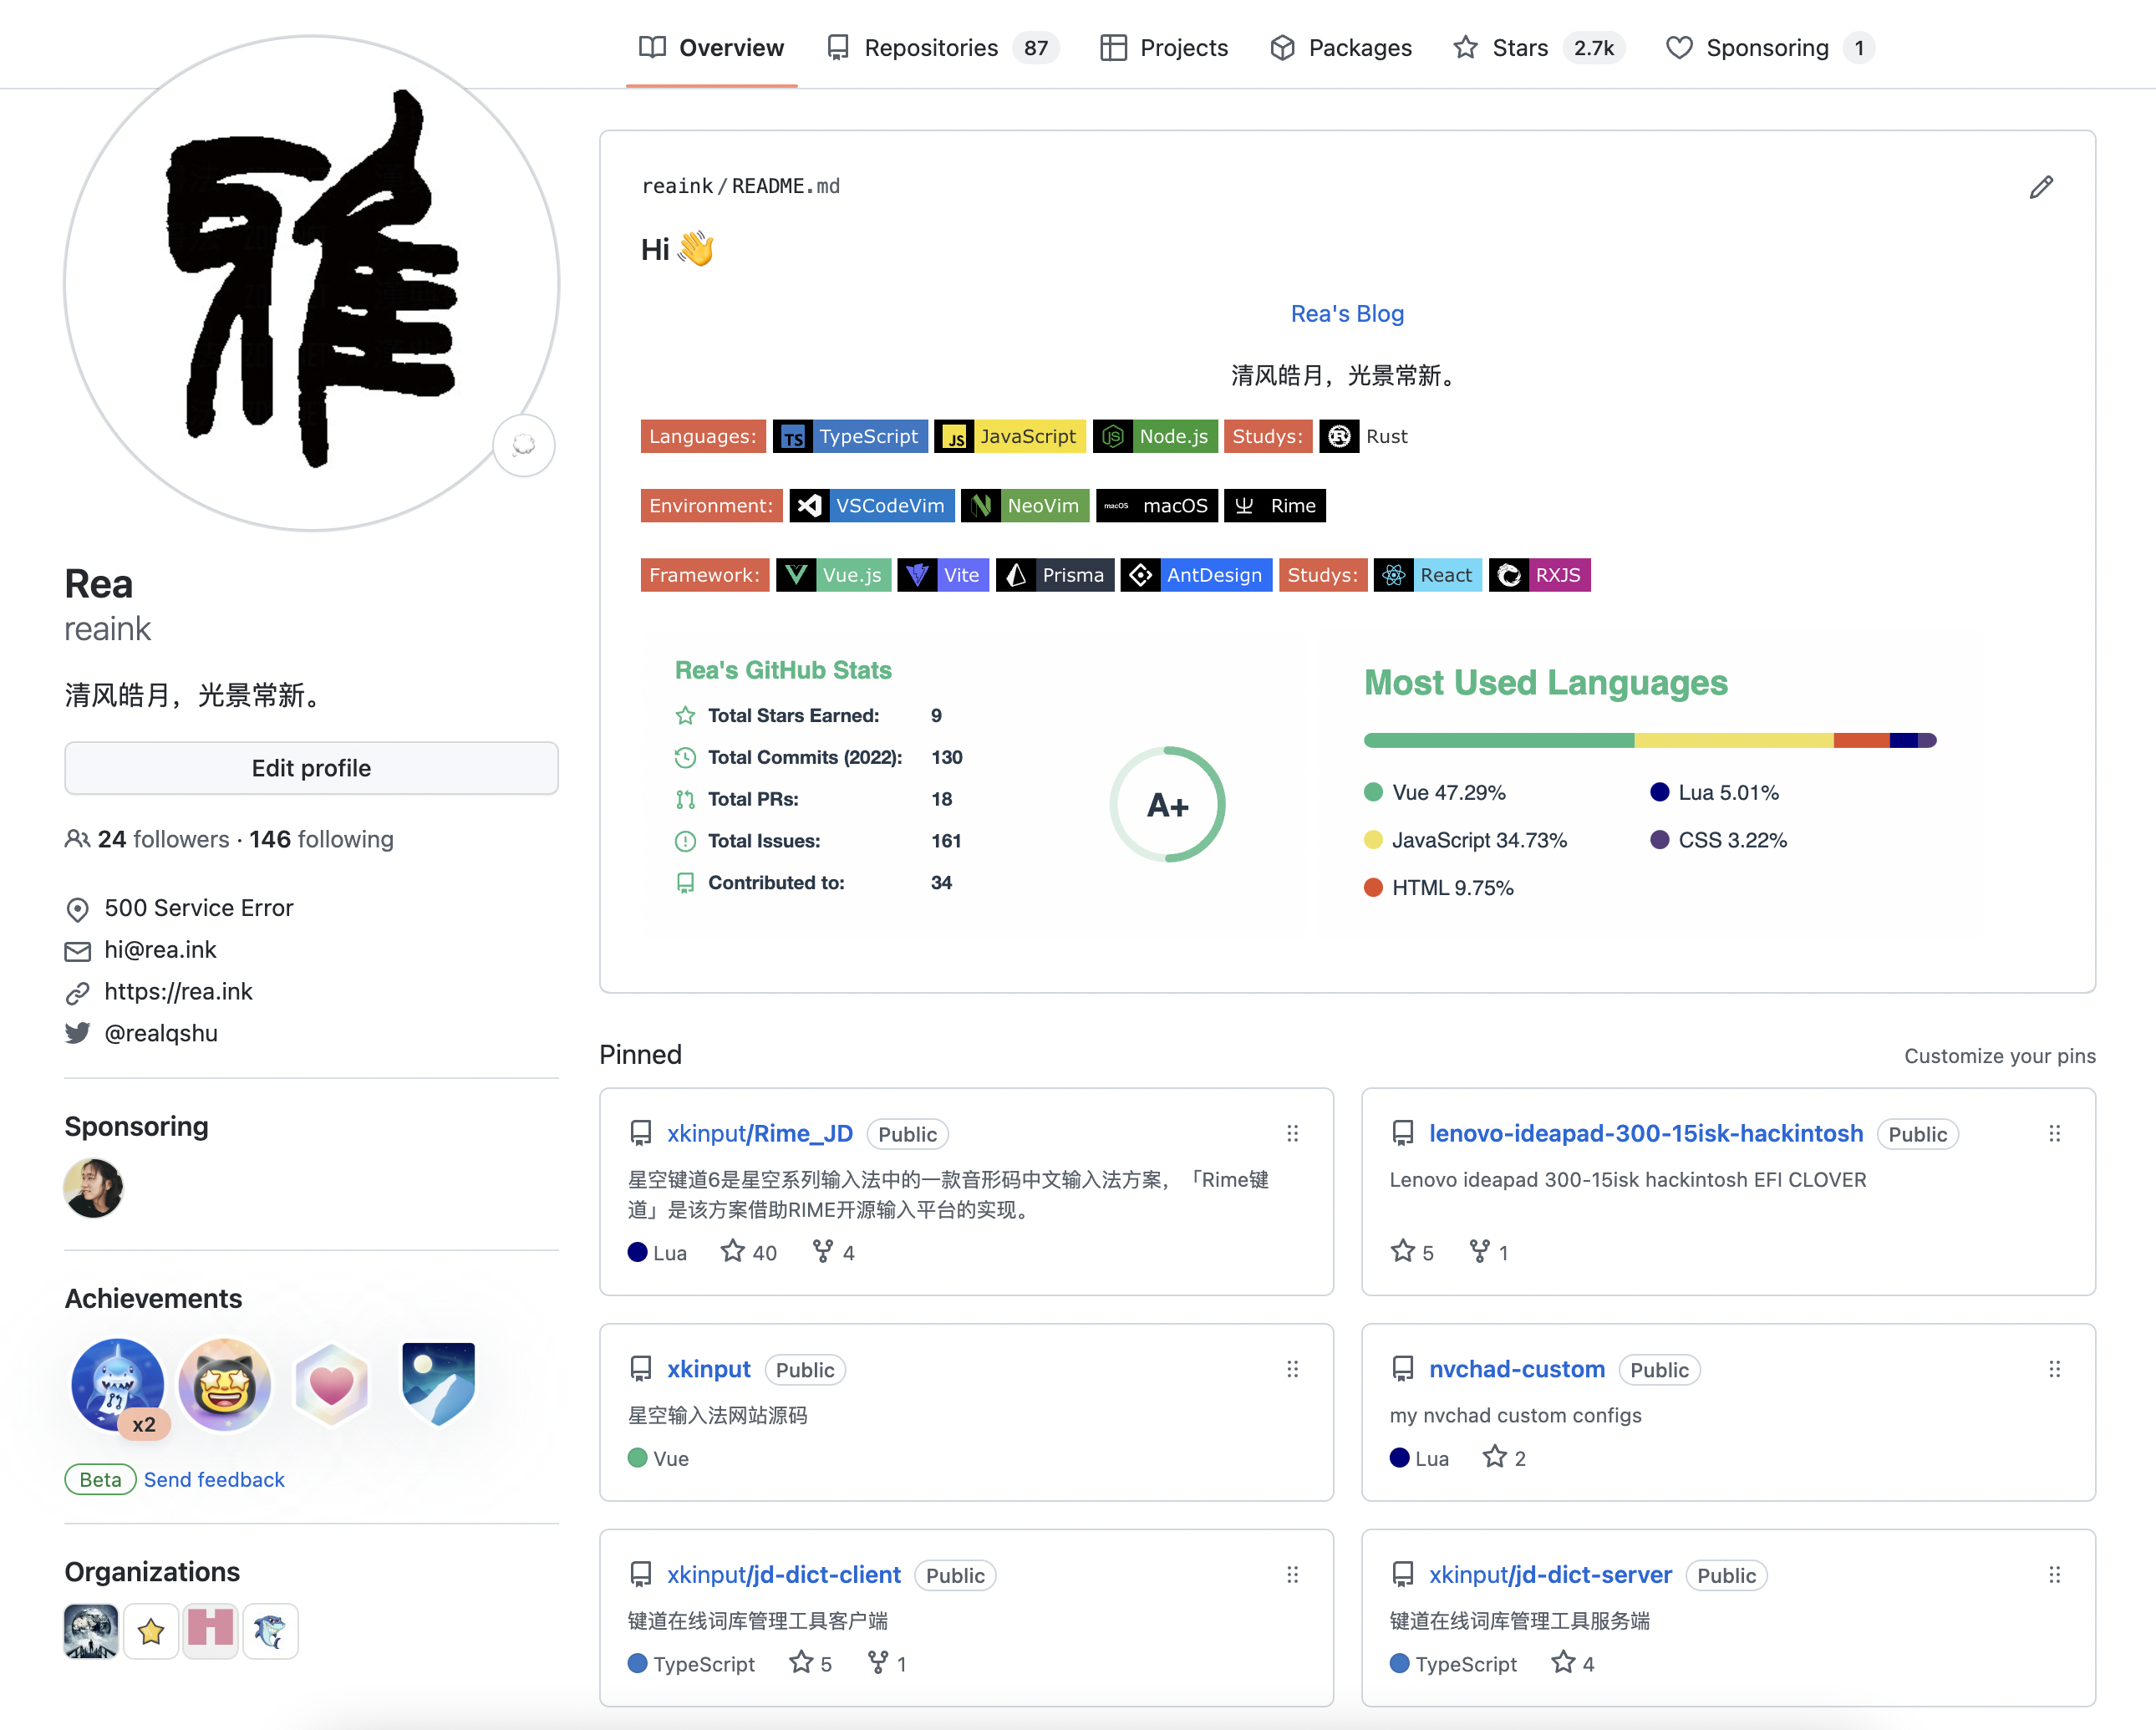 Overview Repositories 87 Projects Packages Stars 2.7k Sponsoring 1
雅
Rea
reaink
清风皓月，光景常新。
Edit profile
24 followers · 146 following
500 Service Error
hi@rea.ink
https://rea.ink
@realqshu
Sponsoring
Achievements
x2
Beta Send feedback
Organizations
reaink/README.md
Hi 👋
Rea's Blog
清风皓月，光景常新。
Languages: TS TypeScript JS JavaScript JS Node.js Studys: R Rust
Environment: VSCodeVim NeoVim macOS macOS Rime
Framework: Vue.js Vite Prisma AntDesign Studys: React RXJS
Rea's GitHub Stats
Total Stars Earned: 9
Total Commits (2022): 130
Total PRs: 18
Total Issues: 161
Contributed to: 34
A+
Most Used Languages
Vue 47.29%
JavaScript 34.73%
HTML 9.75%
Lua 5.01%
CSS 3.22%
Pinned
Customize your pins
xkinput/Rime_JD Public
星空键道6是星空系列输入法中的一款音形码中文输入法方案，「Rime键
道」是该方案借助RIME开源输入平台的实现。
Lua 40 4
lenovo-ideapad-300-15isk-hackintosh Public
Lenovo ideapad 300-15isk hackintosh EFI CLOVER
5 1
xkinput Public
星空输入法网站源码
Vue
nvchad-custom Public
my nvchad custom configs
Lua 2
xkinput/jd-dict-client Public
键道在线词库管理工具客户端
TypeScript 5 1
xkinput/jd-dict-server Public
键道在线词库管理工具服务端
TypeScript 4